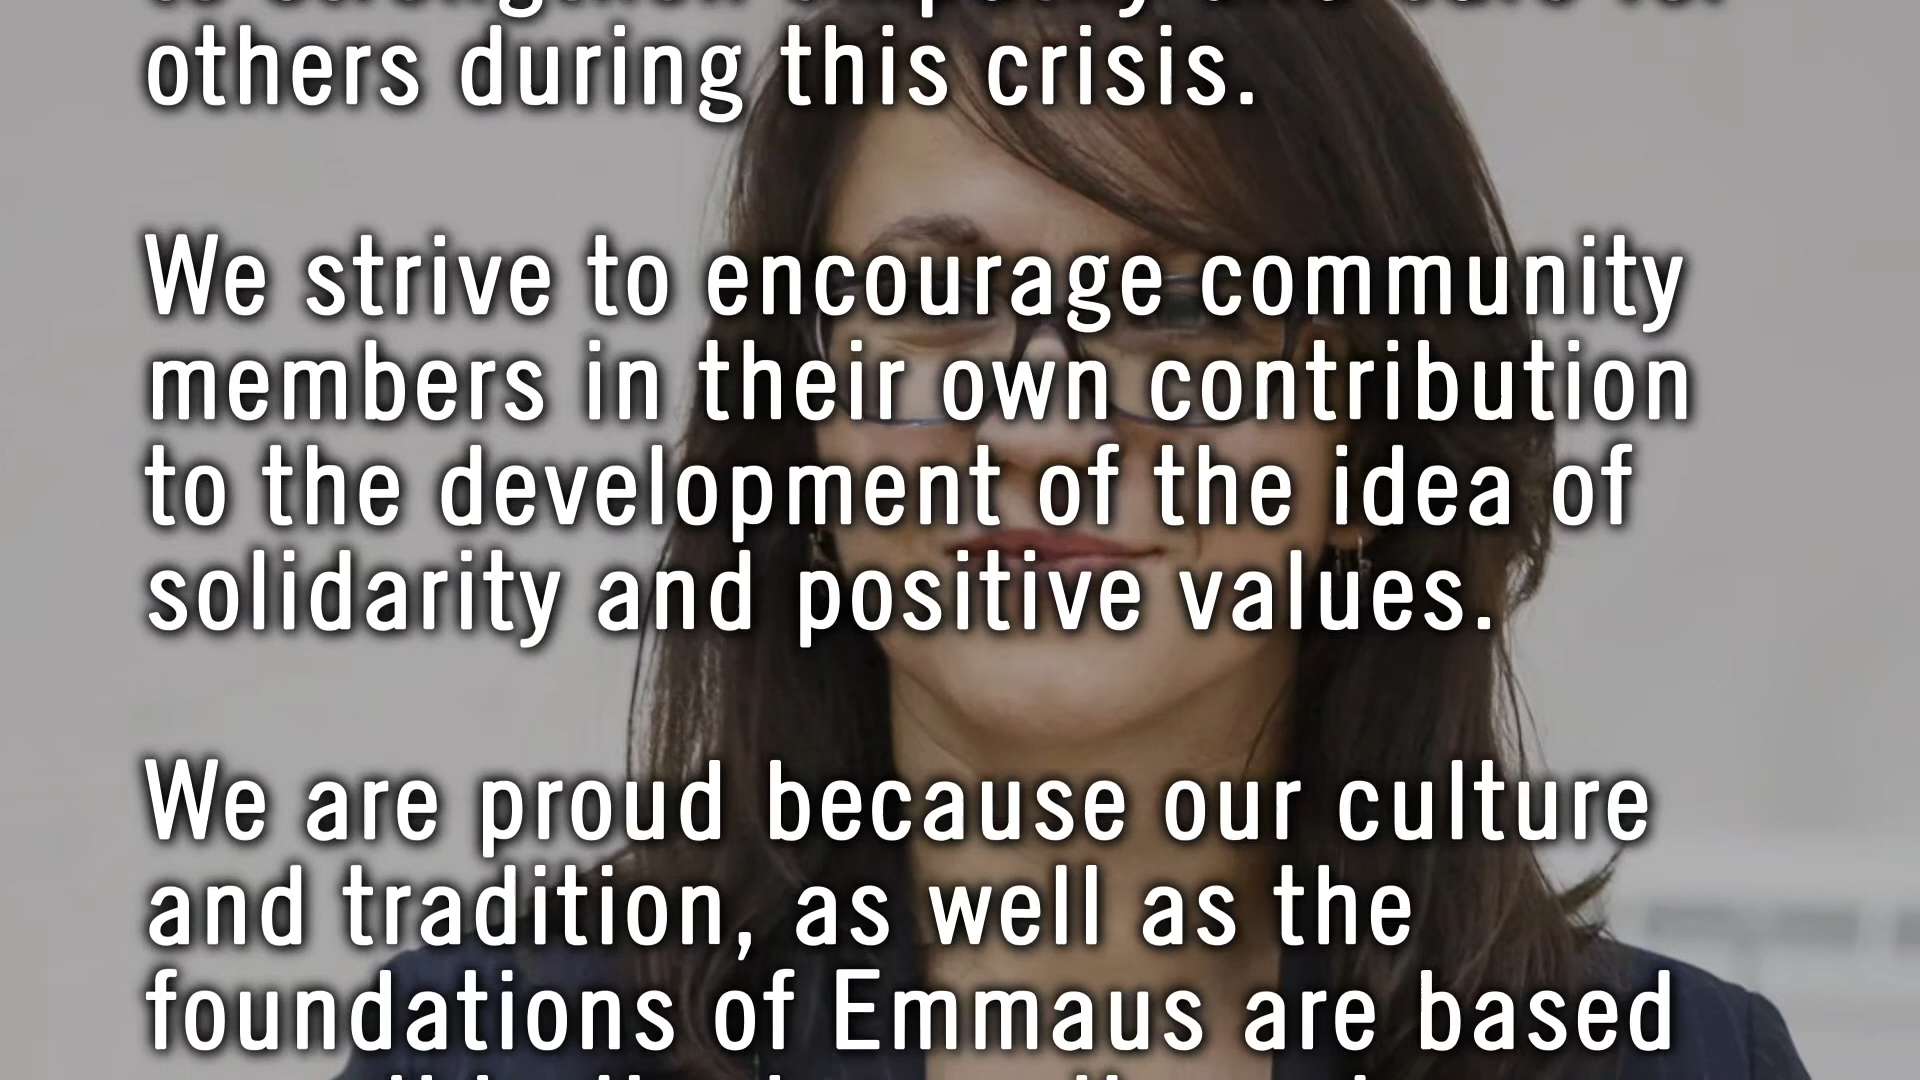 others during this crisis.
We strive to encourage community
members in their own contribution
to the development of the idea of
solidarity and positive values.
We are proud because our culture
and tradition, as well as the
foundations of Emmaus are based